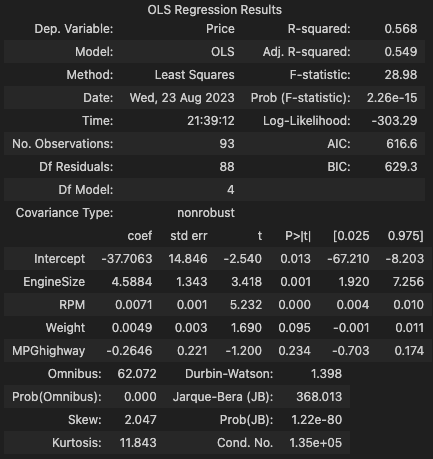 OLS Regression Results
Dep. Variable: Price R-squared: 0.568
Model: OLS Adj. R-squared: 0.549
Method: Least Squares F-statistic: 28.98
Date: Wed, 23 Aug 2023 Prob (F-statistic): 2.26e-15
Time: 21:39:12 Log-Likelihood: -303.29
No. Observations: 93 AIC: 616.6
Df Residuals: 88 BIC: 629.3
Df Model: 4
Covariance Type: nonrobust
coef std err t P>|t| [0.025 0.975]
Intercept -37.7063 14.846 -2.540 0.013 -67.210 -8.203
EngineSize 4.5884 1.343 3.418 0.001 1.920 7.256
RPM 0.0071 0.001 5.232 0.000 0.004 0.010
Weight 0.0049 0.003 1.690 0.095 -0.001 0.011
MPGhighway -0.2646 0.221 -1.200 0.234 -0.703 0.174
Omnibus: 62.072 Durbin-Watson: 1.398
Prob(Omnibus): 0.000 Jarque-Bera (JB): 368.013
Skew: 2.047 Prob(JB): 1.22e-80
Kurtosis: 11.843 Cond. No. 1.35e+05